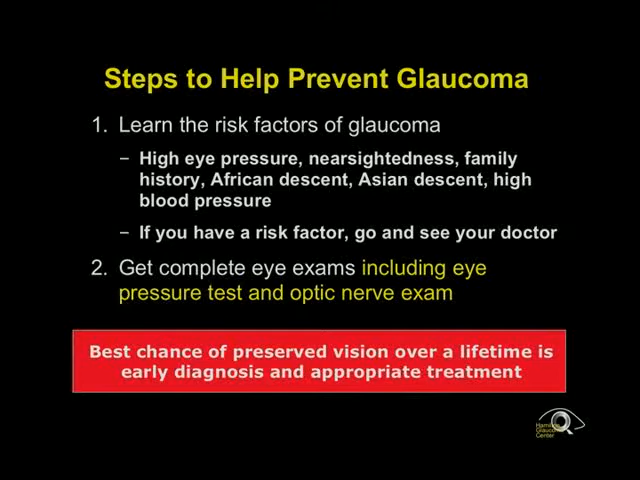 Steps to Help Prevent Glaucoma
1. Learn the risk factors of glaucoma
– High eye pressure, nearsightedness, family
history, African descent, Asian descent, high
blood pressure
– If you have a risk factor, go and see your doctor
2. Get complete eye exams including eye
pressure test and optic nerve exam
Best chance of preserved vision over a lifetime is
early diagnosis and appropriate treatment
Glaucoma
Center